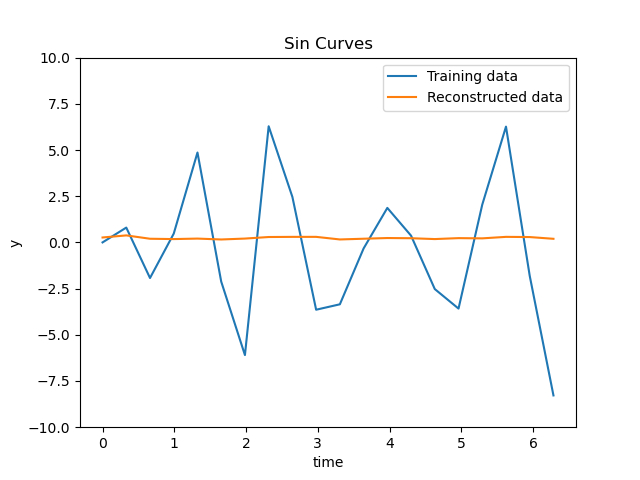 Sin Curves
Training data
Reconstructed data
10.0
7.5
5.0
2.5
0.0
−2.5
−5.0
−7.5
−10.0
y
0 1 2 3 4 5 6
time